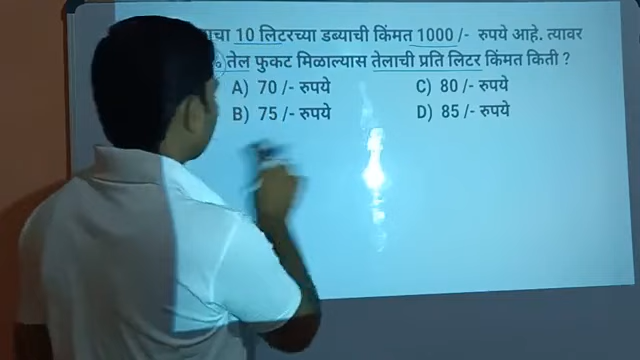 10 लिटरच्या डब्याची किंमत 1000 /- रुपये आहे. त्यावर
तेल फुकट मिळाल्यास तेलाची प्रति लिटर किंमत किती ?
A) 70 /- रुपये C) 80 /- रुपये
B) 75 /- रुपये D) 85 /- रुपये